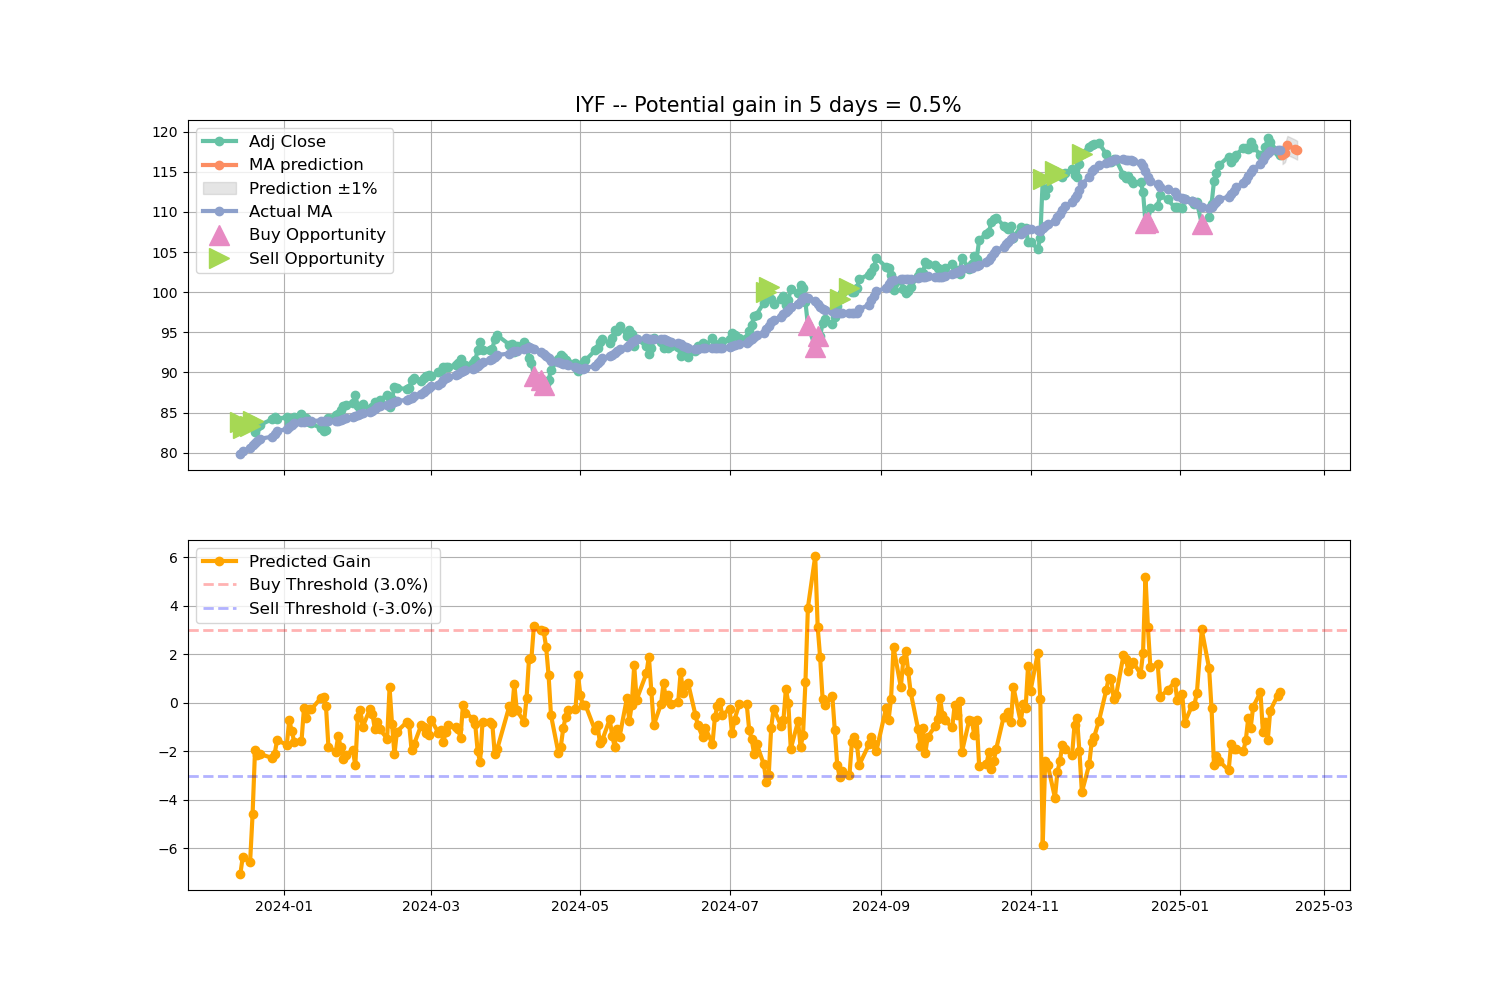 IYF -- Potential gain in 5 days = 0.5%
Adj Close
MA prediction
Prediction ±1%
Actual MA
Buy Opportunity
Sell Opportunity
120
115
110
105
100
95
90
85
80
Predicted Gain
Buy Threshold (3.0%)
Sell Threshold (-3.0%)
6
4
2
0
−2
−4
−6
2024-01 2024-03 2024-05 2024-07 2024-09 2024-11 2025-01 2025-03